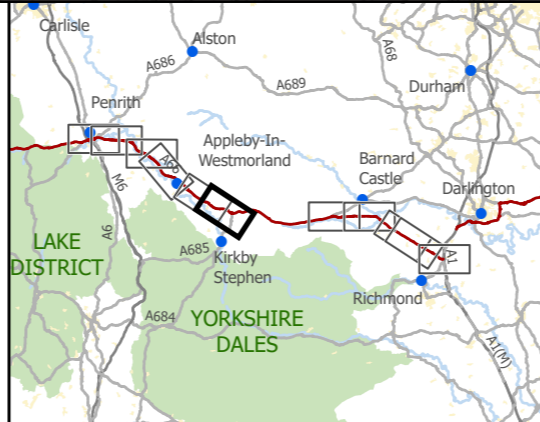 Carlisle
Alston
A686
A68
A689
Durham
Penrith
Appleby-In-
Westmorland
A66
Barnard
Castle
Darlington
M6
A6
LAKE
DISTRICT
A685
Kirkby
Stephen
A1
Richmond
A684
YORKSHIRE
DALES
A1(M)